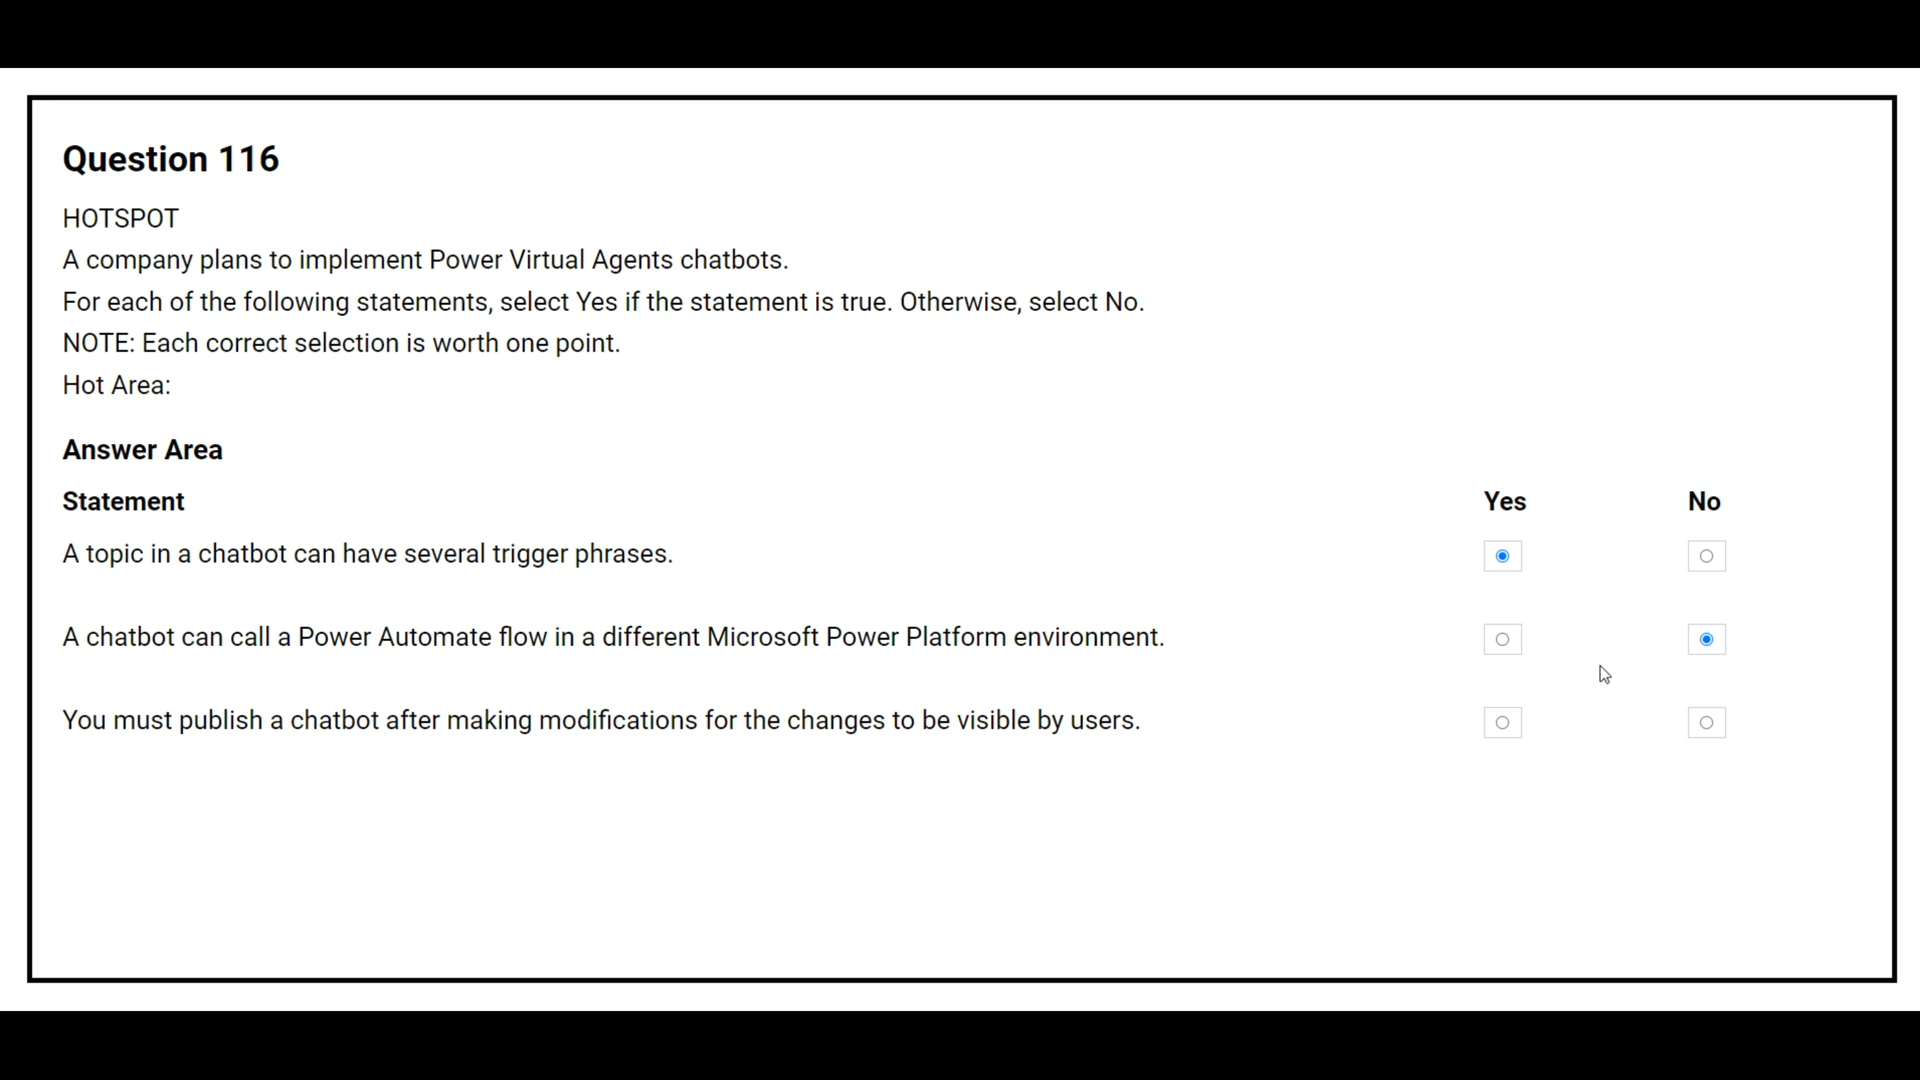 Question 116
HOTSPOT
A company plans to implement Power Virtual Agents chatbots.
For each of the following statements, select Yes if the statement is true. Otherwise, select No.
NOTE: Each correct selection is worth one point.
Hot Area:
Answer Area
Statement Yes No
A topic in a chatbot can have several trigger phrases.
A chatbot can call a Power Automate flow in a different Microsoft Power Platform environment.
You must publish a chatbot after making modifications for the changes to be visible by users.